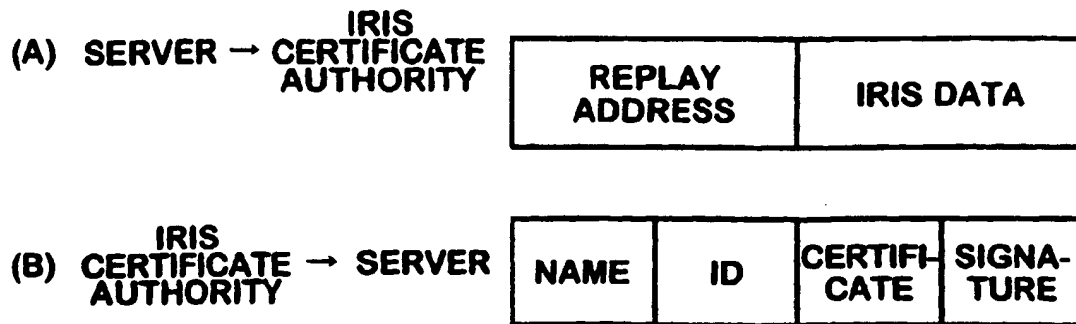 (A) SERVER → IRIS CERTIFICATE AUTHORITY
REPLAY
ADDRESS
IRIS DATA
(B) IRIS CERTIFICATE AUTHORITY → SERVER
NAME
ID
CERTIFI-
CATE
SIGNA-
TURE